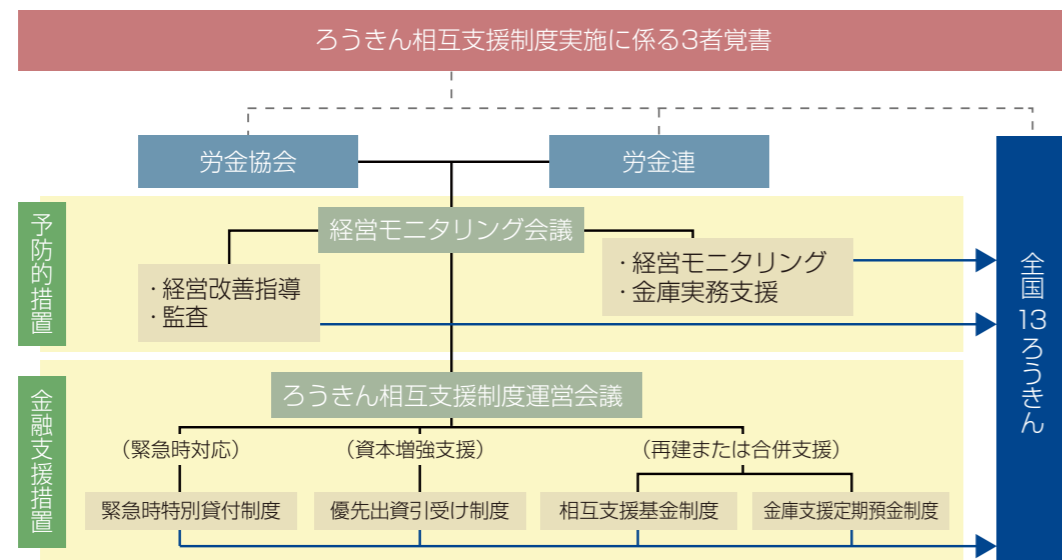 ろうきん相互支援制度実施に係る3者覚書
労金協会
労金連
予防的措置
経営モニタリング会議
・経営改善指導
・監査
・経営モニタリング
・金庫実務支援
全国13ろうきん
金融支援措置
ろうきん相互支援制度運営会議
（緊急時対応）
（資本増強支援）
（再建または合併支援）
緊急時特別貸付制度
優先出資引受け制度
相互支援基金制度
金庫支援定期預金制度